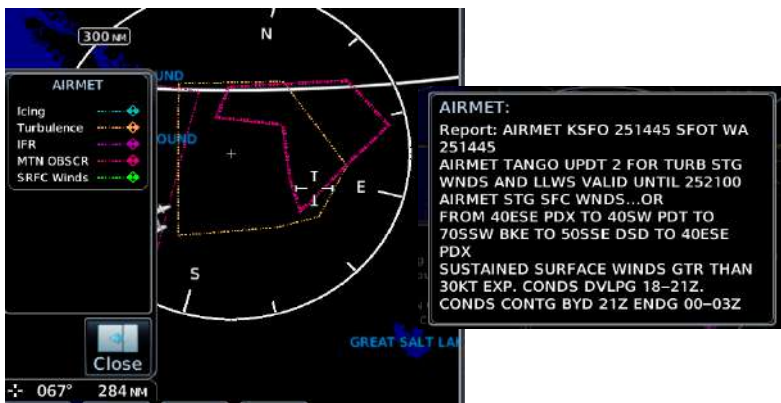 300 NM
N
UND
AIRMET
Icing
Turbulence
IFR
MTN OBSCR
SRFC Winds
OUND
T
E
S
Close
GREAT SALT LA
067° 284 NM
AIRMET:
Report: AIRMET KSFO 251445 SFOT WA
251445
AIRMET TANGO UPDT 2 FOR TURB STG
WNDS AND LLWS VALID UNTIL 252100
AIRMET STG SFC WNDS...OR
FROM 40ESE PDX TO 40SW PDT TO
70SSW BKE TO 50SSE DSD TO 40ESE
PDX
SUSTAINED SURFACE WINDS GTR THAN
30KT EXP. CONDS DVLPG 18–21Z.
CONDS CONTG BYD 21Z ENDG 00–03Z